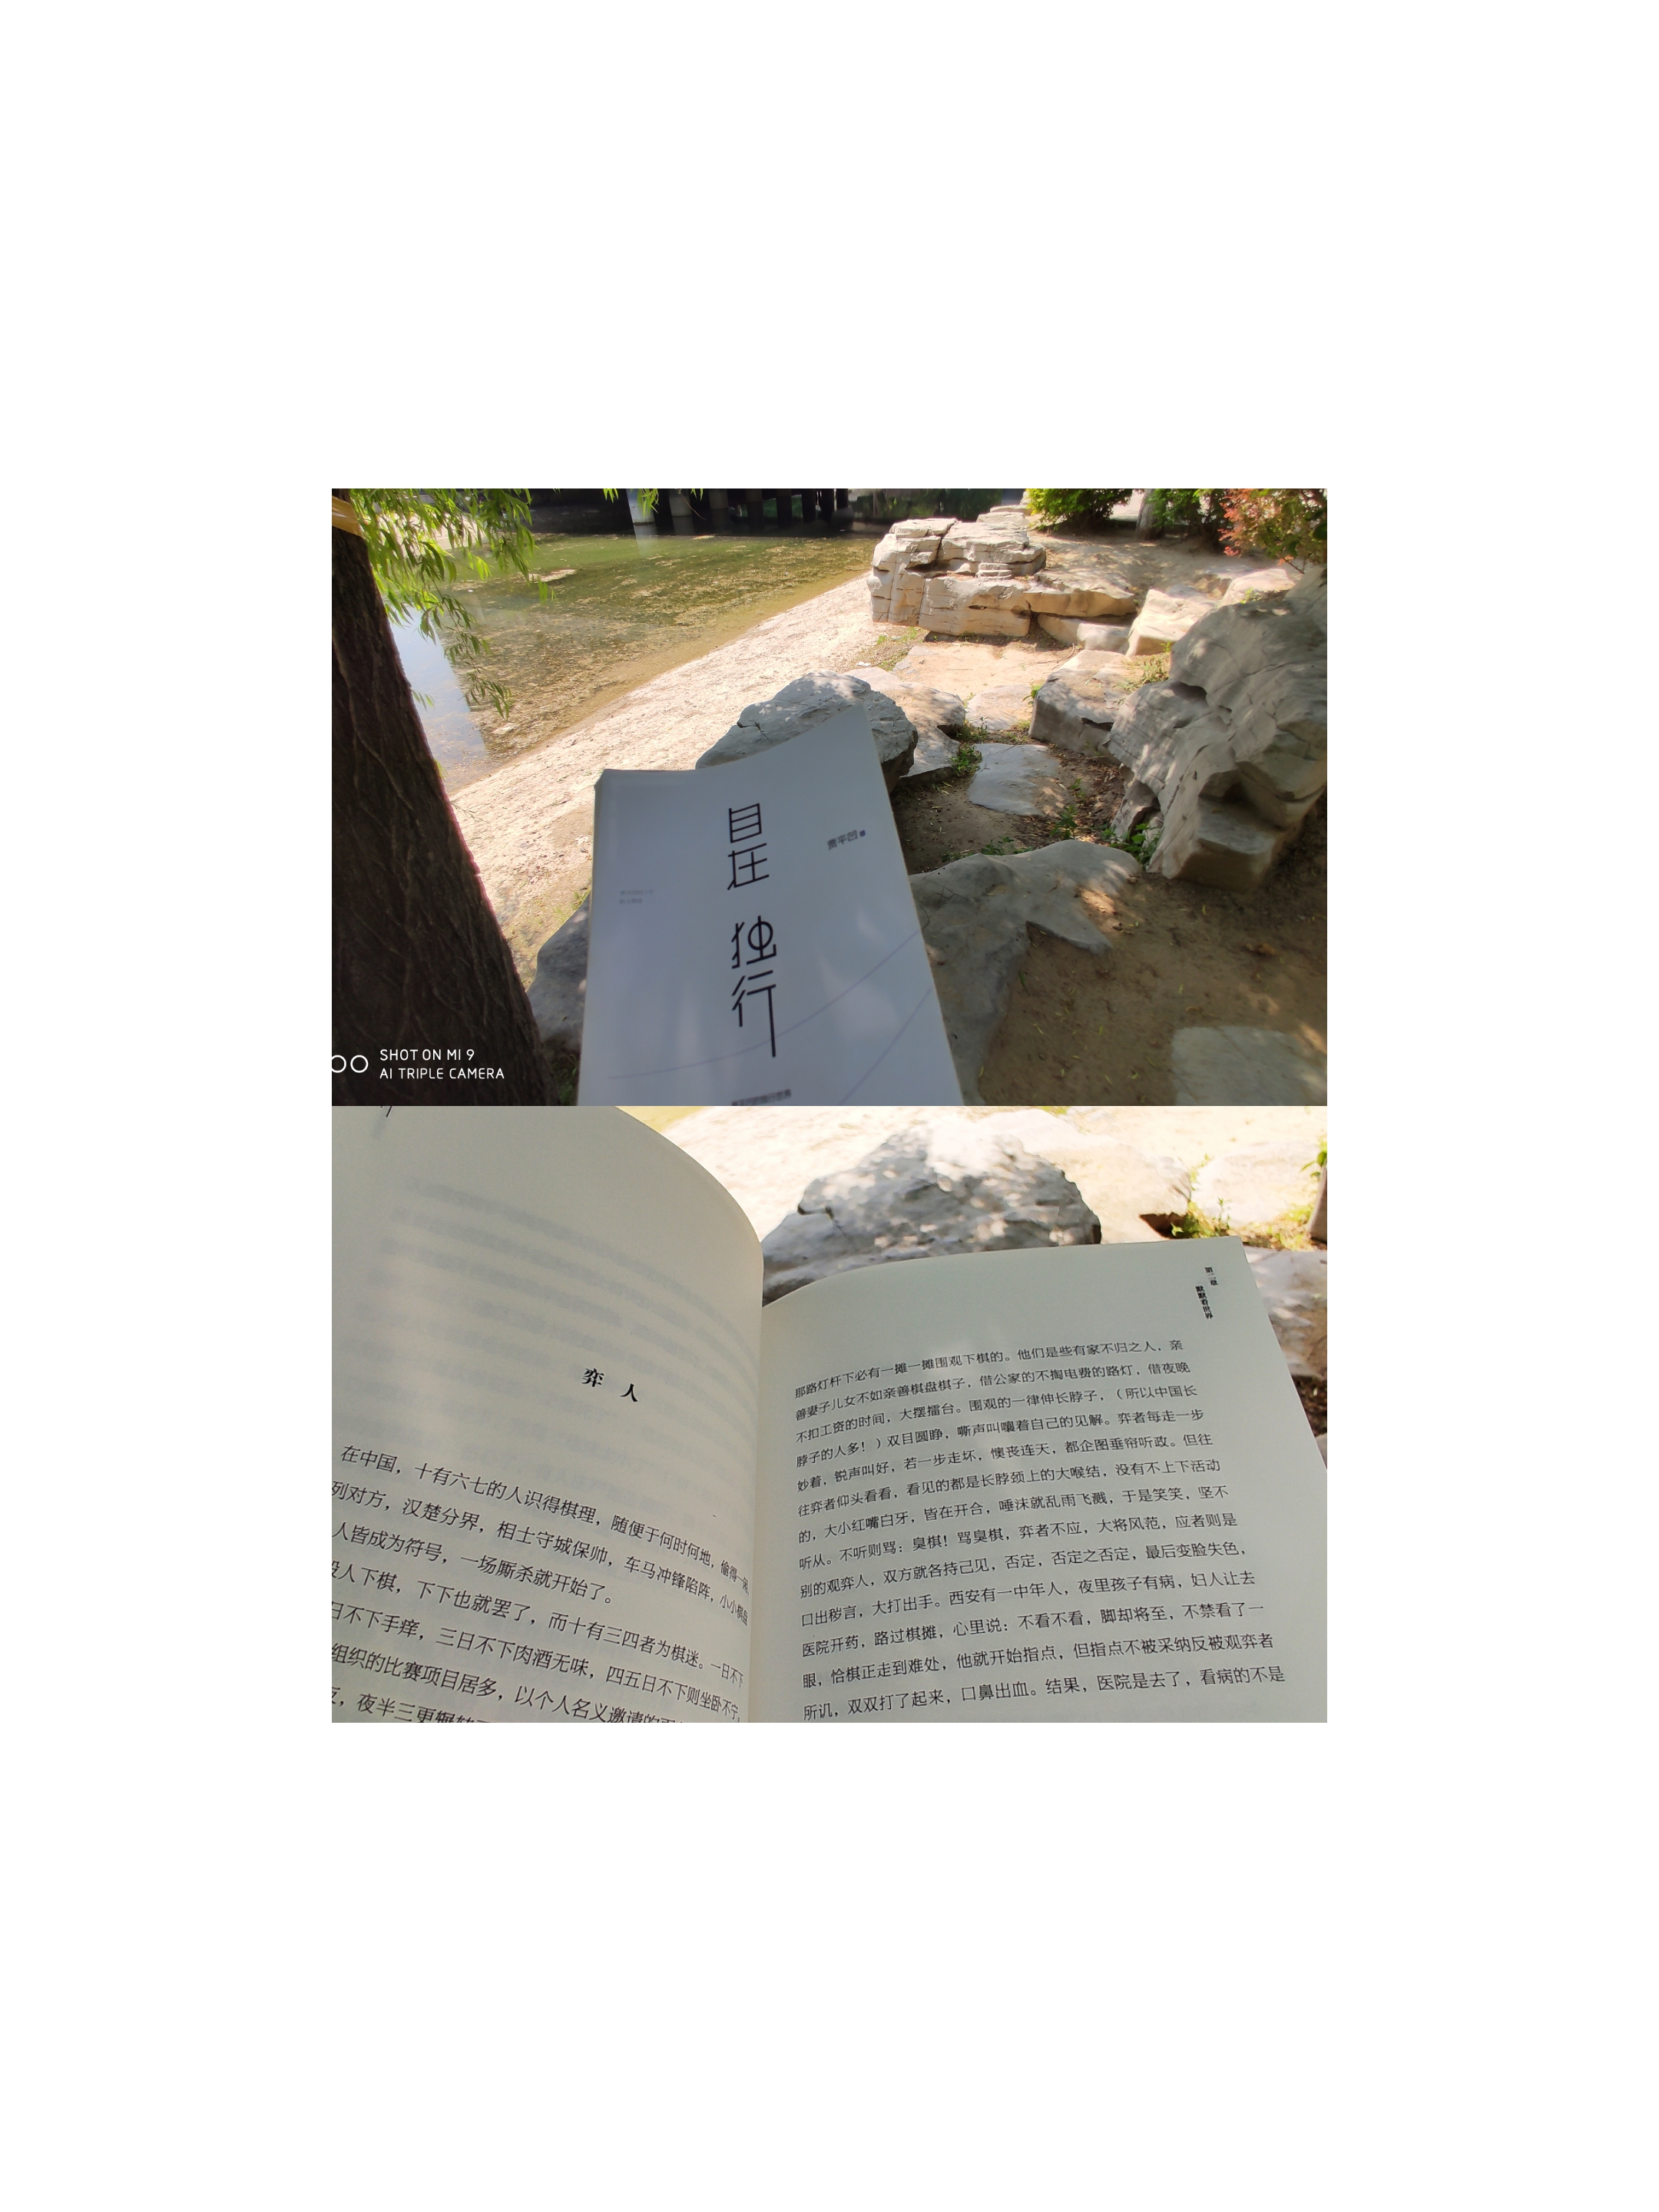 自在
独行
贾平凹 著
SHOT ON MI 9
AI TRIPLE CAMERA
弈人
在中国，十有六七的人识得棋理，随便于何时何地，偷得一闲，
列对方，汉楚分界，相士守城保帅，车马冲锋陷阵，小小棋盘
人皆成为符号，一场厮杀就开始了。
人下棋，下下也就罢了，而十有三四者为棋迷。一日不下
日不下手痒，三日不下肉酒无味，四五日不下则坐卧不宁，
组织的比赛项目居多，以个人名义邀请的
，夜半三更
第二章
默默看世界
那路灯杆下必有一摊一摊围观下棋的。他们是些有家不归之人，亲
善妻子儿女不如亲善棋盘棋子，借公家的不掏电费的路灯，借夜晚
不扣工资的时间，大摆擂台。围观的一律伸长脖子，（所以中国长
脖子的人多！）双目圆睁，嘶声叫嚷着自己的见解。弈者每走一步
妙着，锐声叫好，若一步走坏，懊丧连天，都企图垂帘听政。但往
往弈者仰头看看，看见的都是长脖颈上的大喉结，没有不上下活动
的，大小红嘴白牙，皆在开合，唾沫就乱雨飞溅，于是笑笑，坚不
听从。不听则骂：臭棋！骂臭棋，弈者不应，大将风范，应者则是
别的观弈人，双方就各持己见，否定，否定之否定，最后变脸失色，
口出秽言，大打出手。西安有一中年人，夜里孩子有病，妇人让去
医院开药，路过棋摊，心里说：不看不看，脚却将至，不禁看了一
眼，恰棋正走到难处，他就开始指点，但指点不被采纳反被观弈者
所讥，双双打了起来，口鼻出血。结果，医院是去了，看病的不是